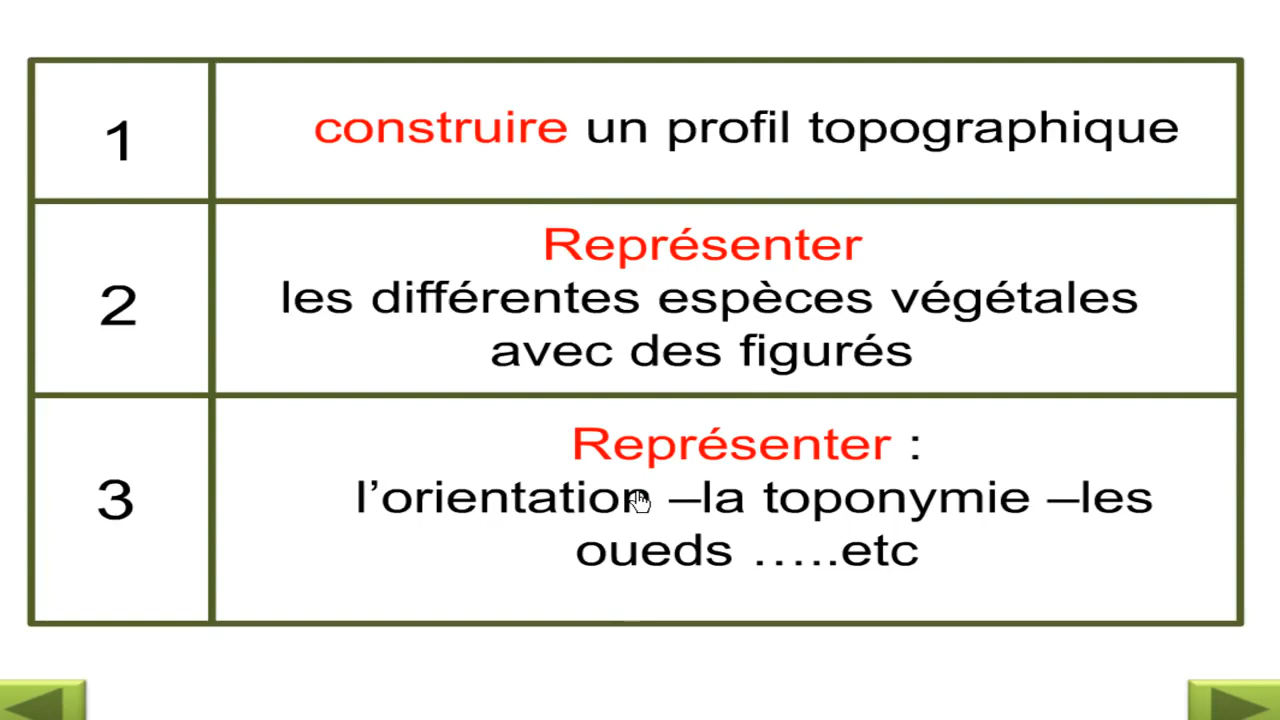 1
construire un profil topographique
2
Représenter
les différentes espèces végétales
avec des figurés
3
Représenter :
l’orientation –la toponymie –les
oueds …..etc